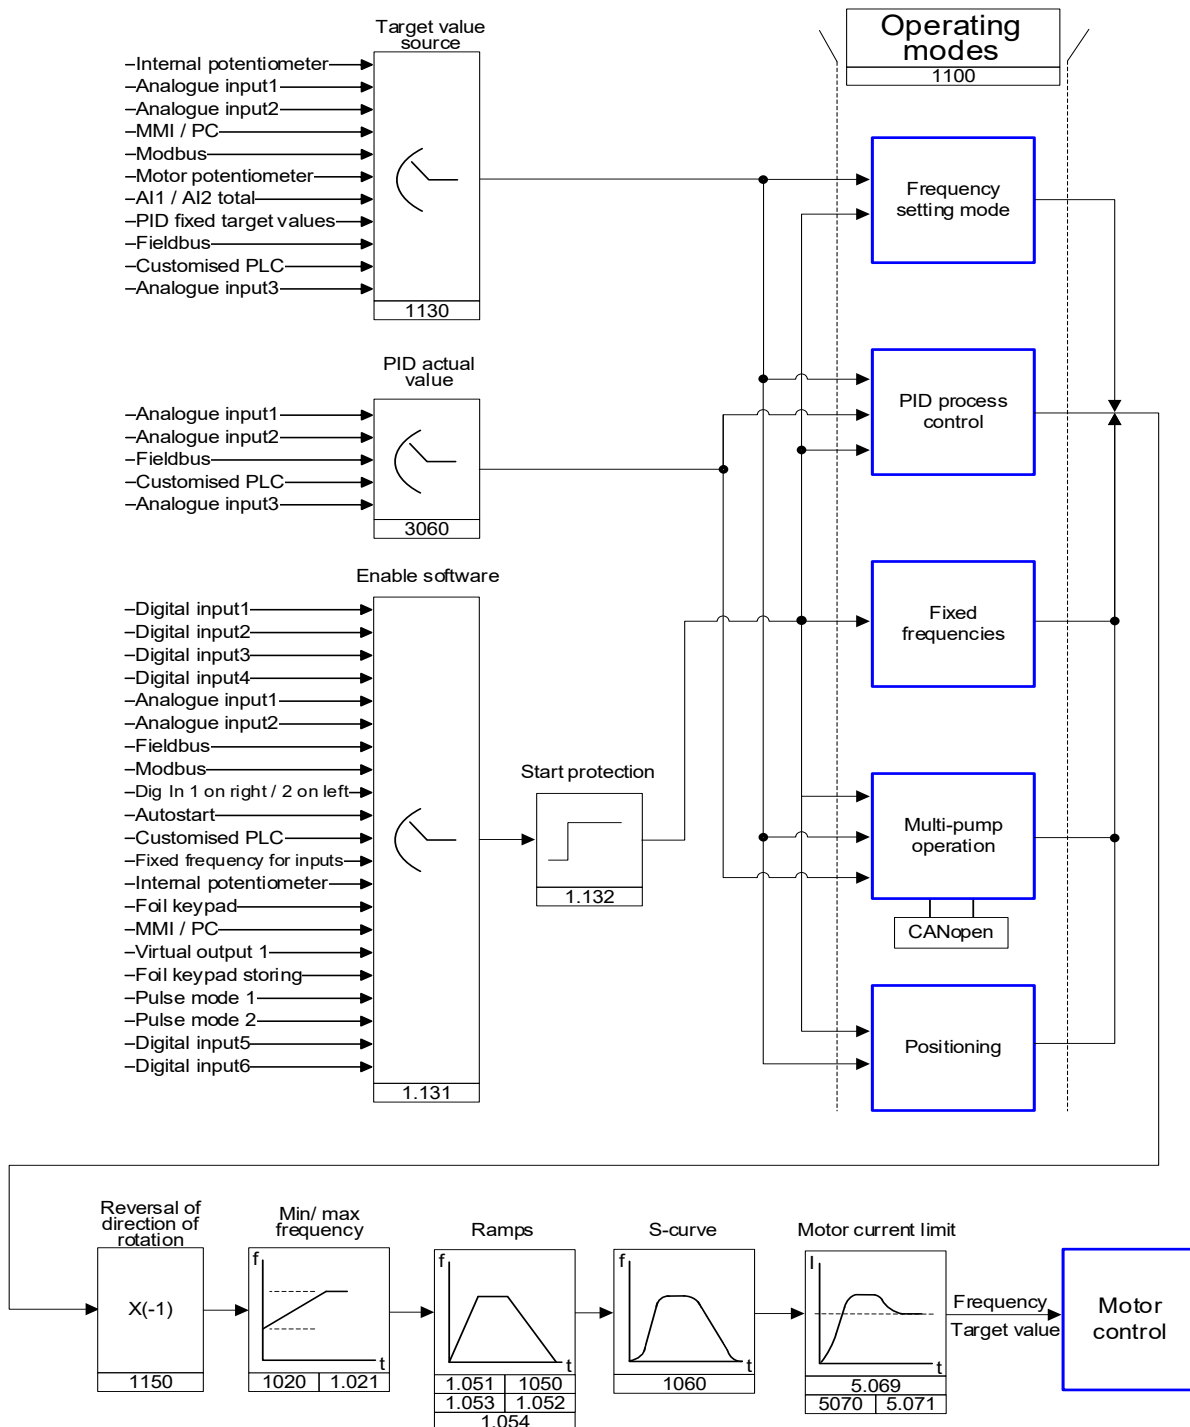 Target value
source
Operating
modes
1100
Internal potentiometer
Analogue input1
Analogue input2
MMI / PC
Modbus
Motor potentiometer
AI1 / AI2 total
PID fixed target values
Fieldbus
Customised PLC
Analogue input3
1130
Frequency
setting mode
PID actual
value
Analogue input1
Analogue input2
Fieldbus
Customised PLC
Analogue input3
3060
PID process
control
Enable software
Digital input1
Digital input2
Digital input3
Digital input4
Analogue input1
Analogue input2
Fieldbus
Modbus
Dig In 1 on right / 2 on left
Autostart
Customised PLC
Fixed frequency for inputs
Internal potentiometer
Foil keypad
MMI / PC
Virtual output 1
Foil keypad storing
Pulse mode 1
Pulse mode 2
Digital input5
Digital input6
1.131
Start protection
1.132
Fixed
frequencies
Multi-pump
operation
CANopen
Positioning
Reversal of
direction of
rotation
X(-1)
1150
Min/ max
frequency
f
t
1020 1.021
Ramps
f
t
1.051 1050
1.053 1.052
1.054
S-curve
f
t
1060
Motor current limit
I
t
5.069
5070 5.071
Frequency
Target value
Motor
control